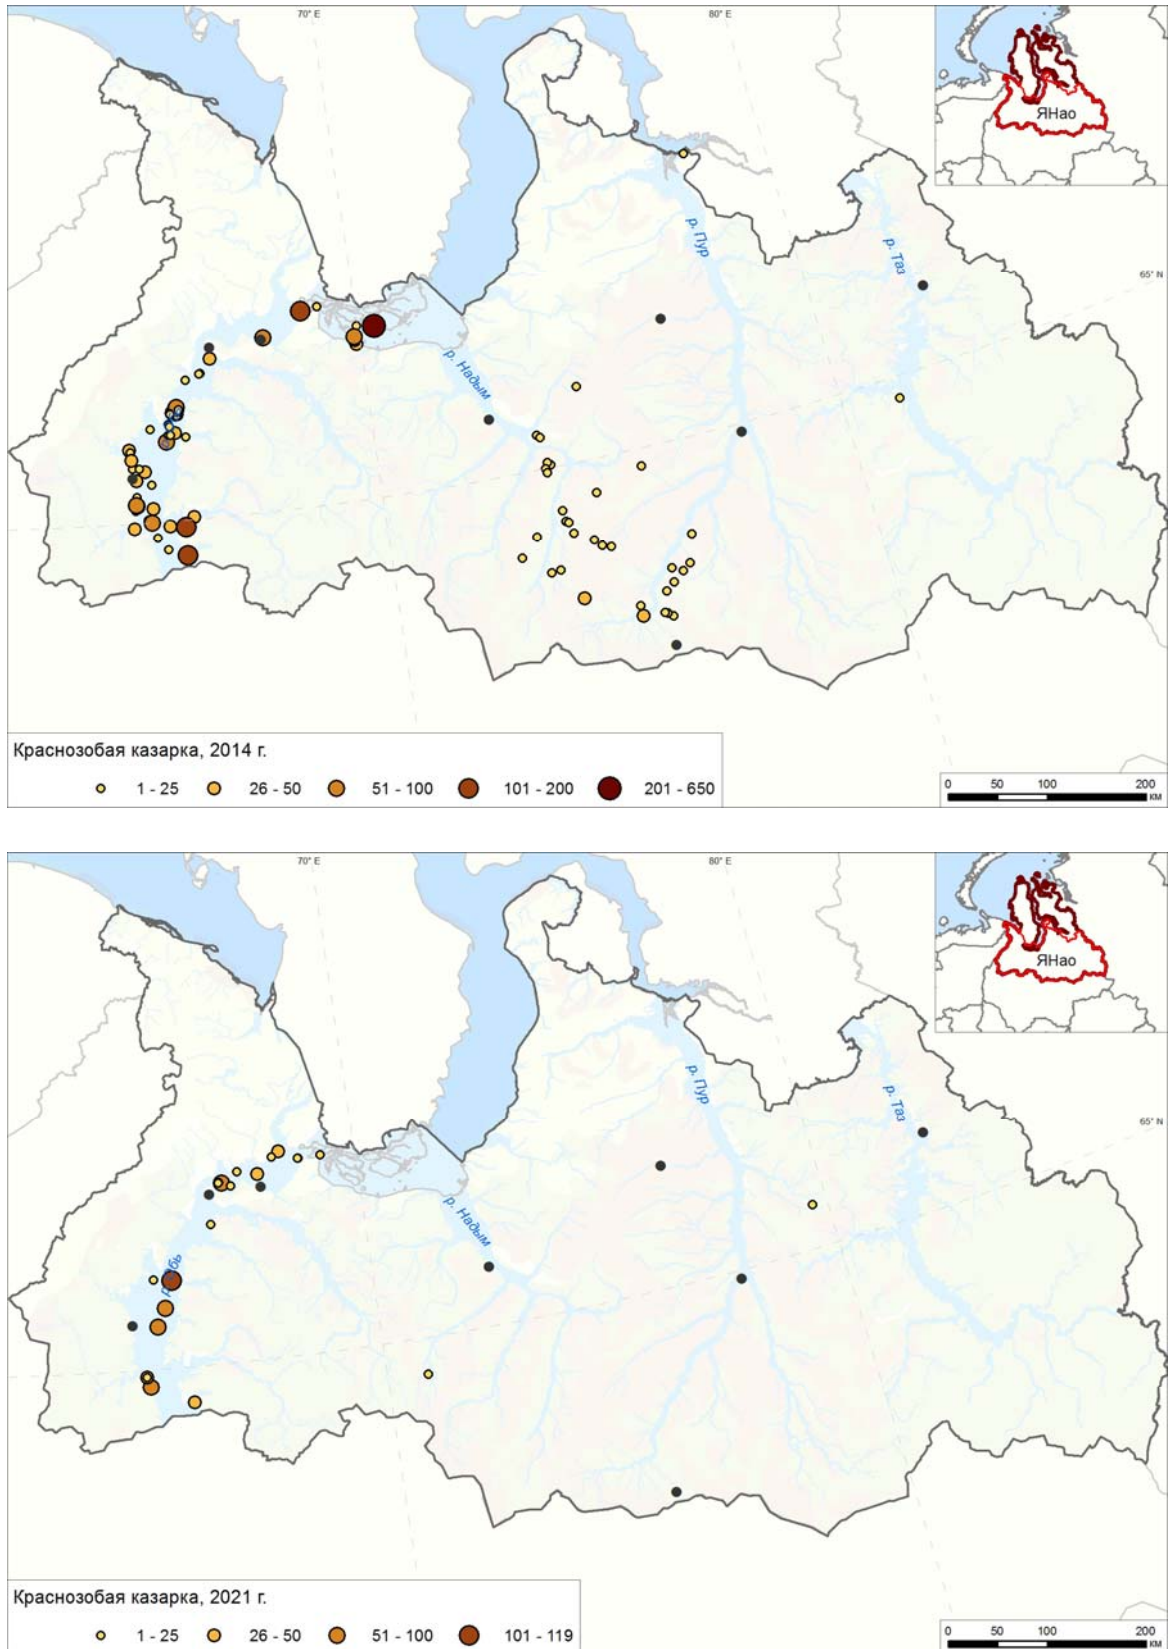 70° E
80° E
ЯНао
р. Пур
р. Таз
65° N
р. Надым
Краснозобая казарка, 2014 г.
1 - 25 26 - 50 51 - 100 101 - 200 201 - 650
0 50 100 200
КМ
70° E
80° E
ЯНао
р. Пур
р. Таз
65° N
р. Надым
Краснозобая казарка, 2021 г.
1 - 25 26 - 50 51 - 100 101 - 119
0 50 100 200
КМ